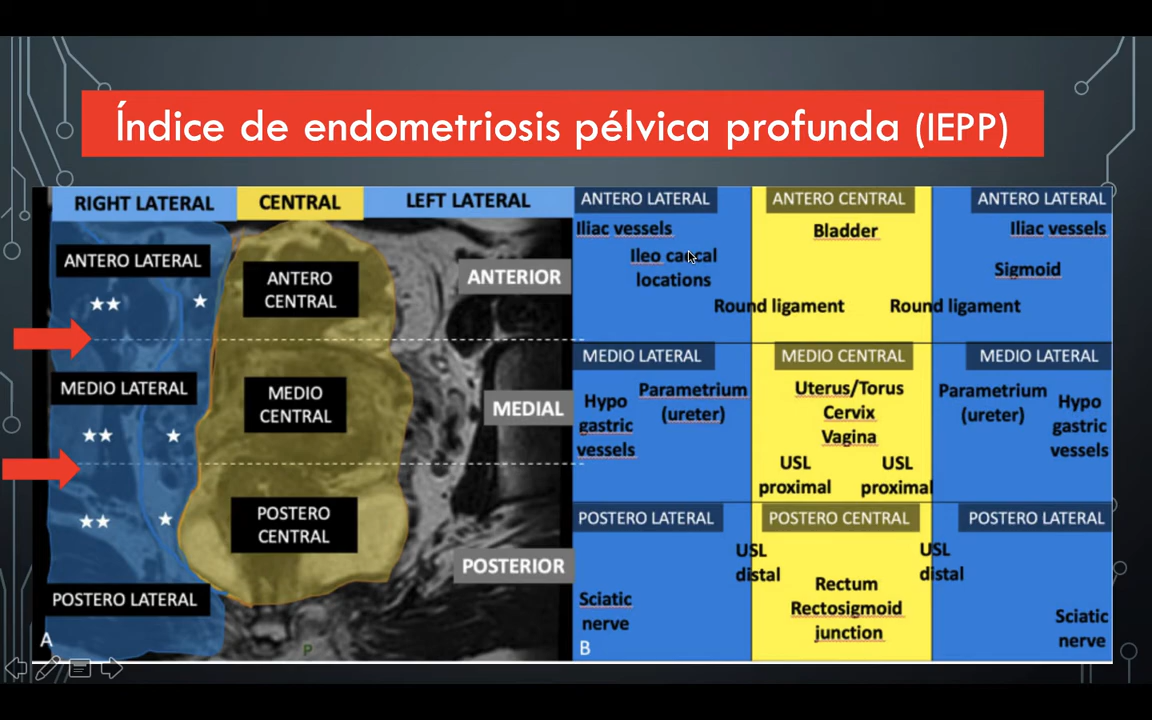 Índice de endometriosis pélvica profunda (IEPP)
RIGHT LATERAL
CENTRAL
LEFT LATERAL
ANTERO LATERAL
ANTERO
CENTRAL
ANTERIOR
MEDIO LATERAL
MEDIO
CENTRAL
MEDIAL
POSTERO
CENTRAL
POSTERIOR
POSTERO LATERAL
A
P
ANTERO LATERAL
Iliac vessels
Ileo caecal
locations
Round ligament
ANTERO CENTRAL
Bladder
ANTERO LATERAL
Iliac vessels
Sigmoid
Round ligament
MEDIO LATERAL
Hypo
gastric
vessels
Parametrium
(ureter)
MEDIO CENTRAL
Uterus/Torus
Cervix
Vagina
USL
proximal
USL
proximal
MEDIO LATERAL
Parametrium
(ureter)
Hypo
gastric
vessels
POSTERO LATERAL
USL
distal
Sciatic
nerve
POSTERO CENTRAL
Rectum
Rectosigmoid
junction
POSTERO LATERAL
USL
distal
Sciatic
nerve
B